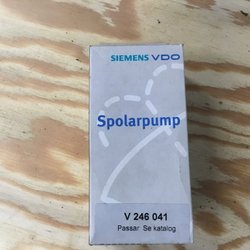 SIEMENS VDO
Spolarpump
V 246 041
Passar Se katalog